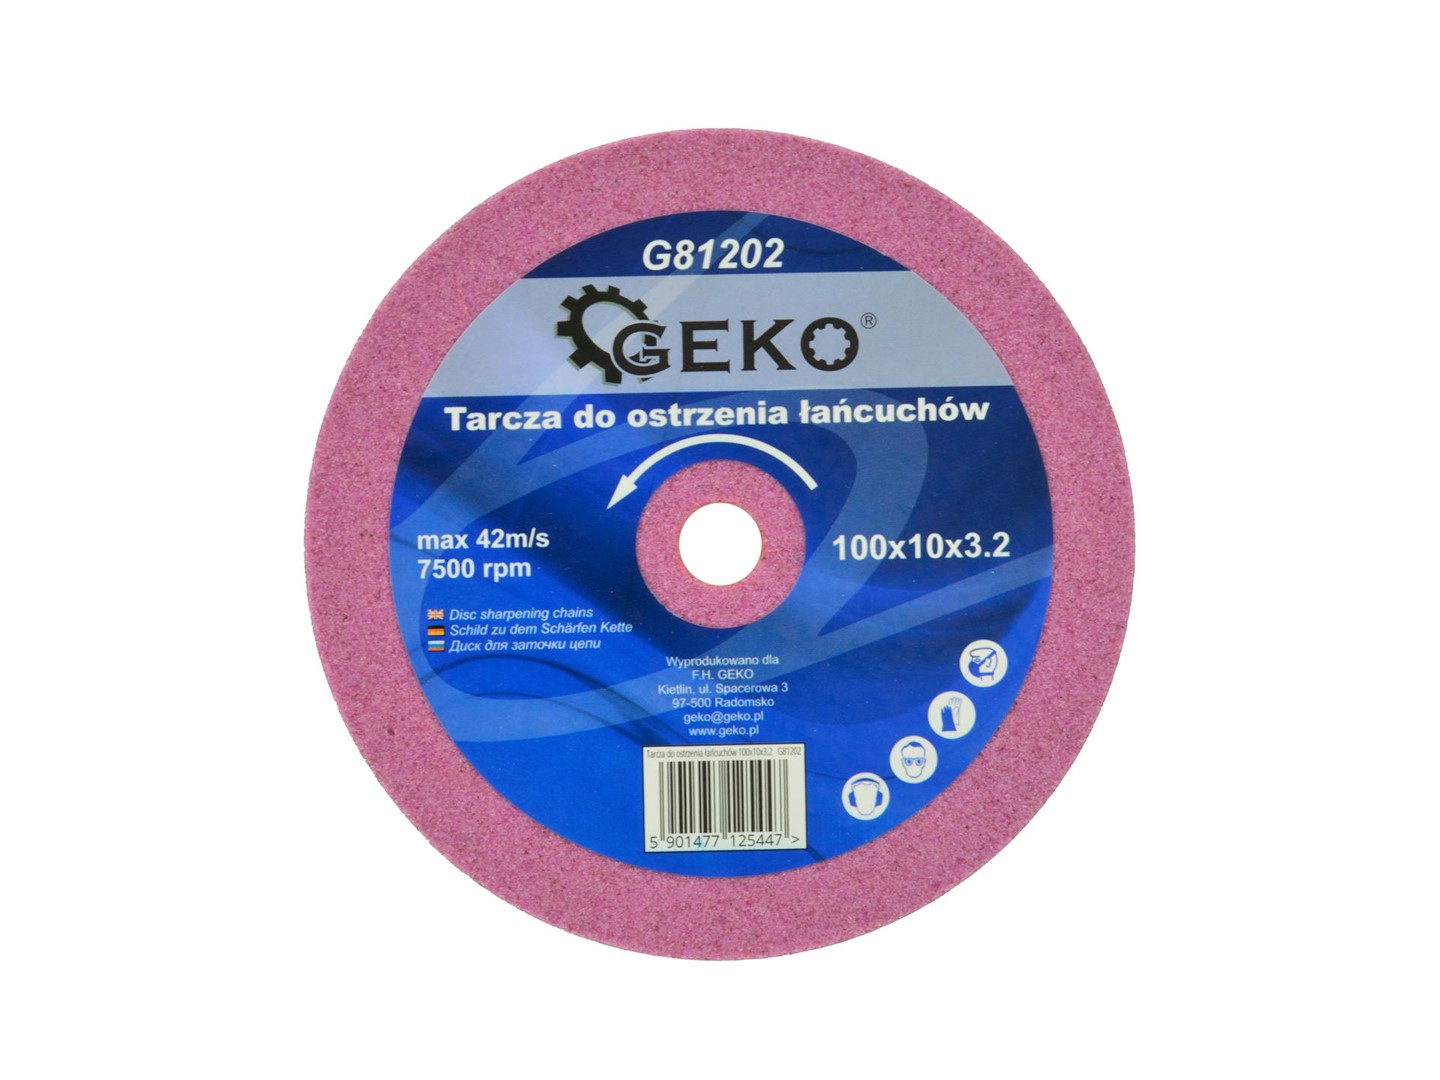 G81202
GEKO®
Tarcza do ostrzenia łańcuchów
max 42m/s
7500 rpm
100x10x3.2
Disc sharpening chains
Schild zu dem Schärfen Kette
Диск для заточки цепи
Wyprodukowano dla
F.H. GEKO
Kietlin, ul. Spacerowa 3
97-500 Radomsko
geko@geko.pl
www.geko.pl
Tarcza do ostrzenia łańcuchów 100x10x3.2 G81202
5 901477 125447 >